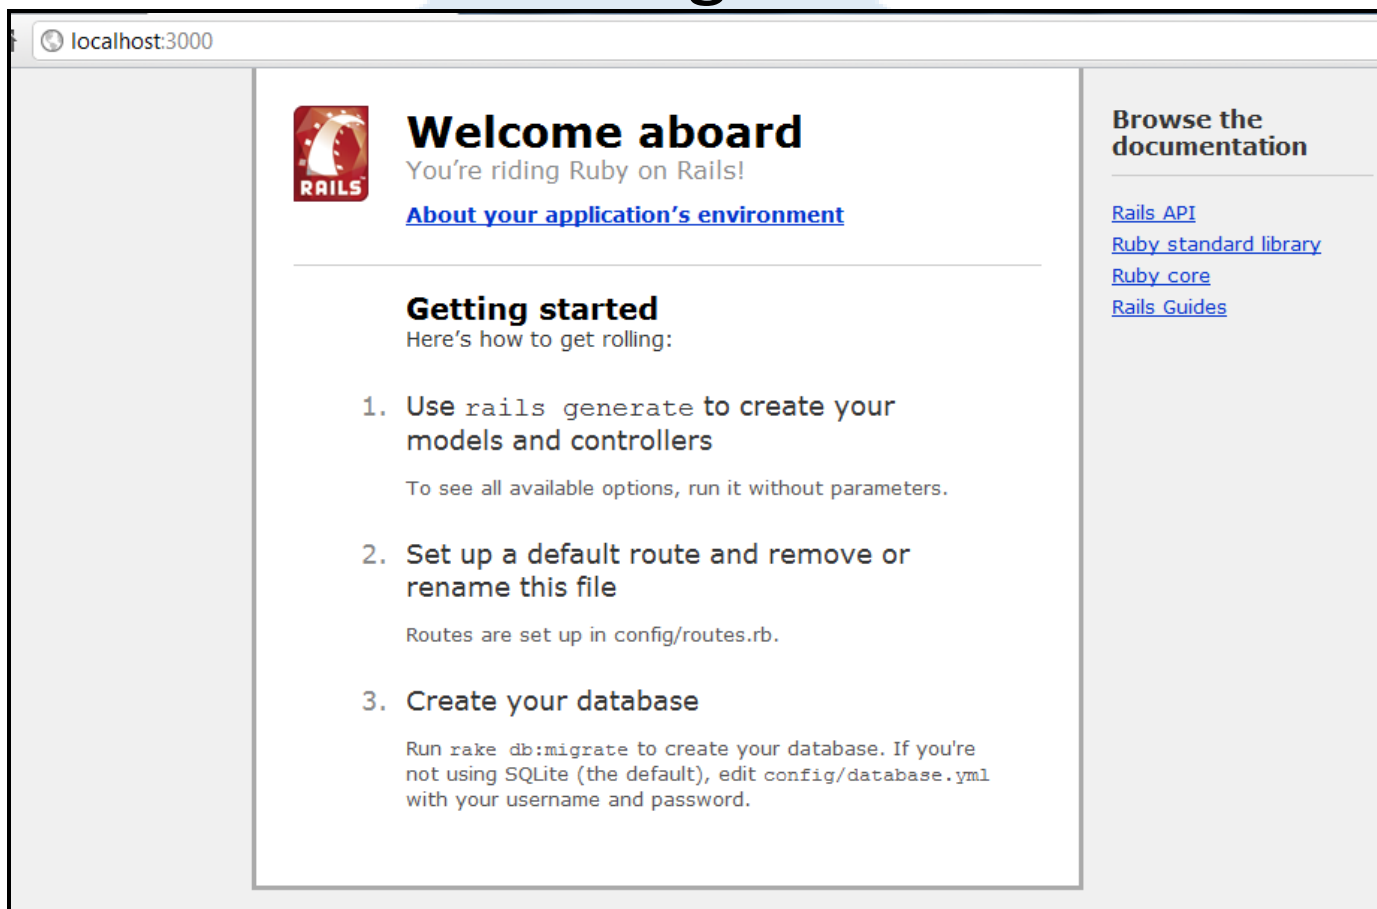 localhost:3000
RAILS
Welcome aboard
You're riding Ruby on Rails!
About your application's environment
Getting started
Here's how to get rolling:
1. Use rails generate to create your
models and controllers
To see all available options, run it without parameters.
2. Set up a default route and remove or
rename this file
Routes are set up in config/routes.rb.
3. Create your database
Run rake db:migrate to create your database. If you're
not using SQLite (the default), edit config/database.yml
with your username and password.
Browse the
documentation
Rails API
Ruby standard library
Ruby core
Rails Guides